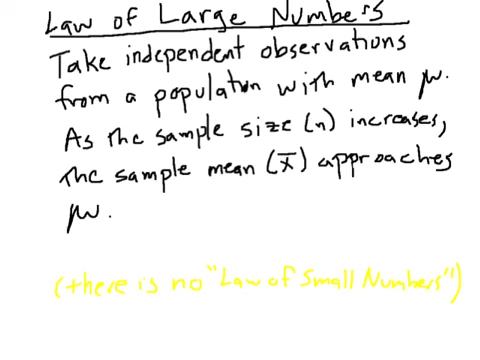 Law of Large Numbers
Take independent observations
from a population with mean μ.
As the sample size (n) increases,
the sample mean (x̄) approaches
μ.
(there is no "Law of Small Numbers")